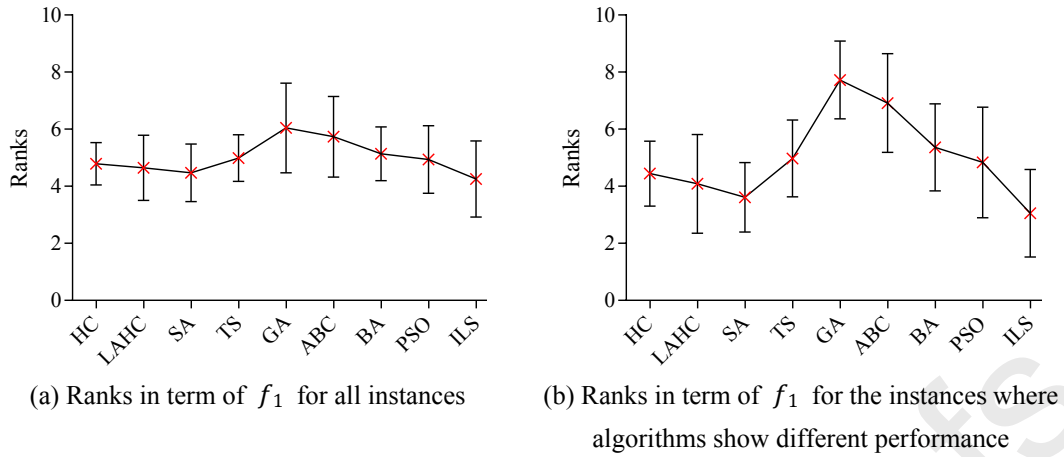 10
8
6
4
2
0
Ranks
HC
LAHC
SA
TS
GA
ABC
BA
PSO
ILS
(a) Ranks in term of f₁ for all instances
10
8
6
4
2
0
Ranks
HC
LAHC
SA
TS
GA
ABC
BA
PSO
ILS
(b) Ranks in term of f₁ for the instances where
algorithms show different performance